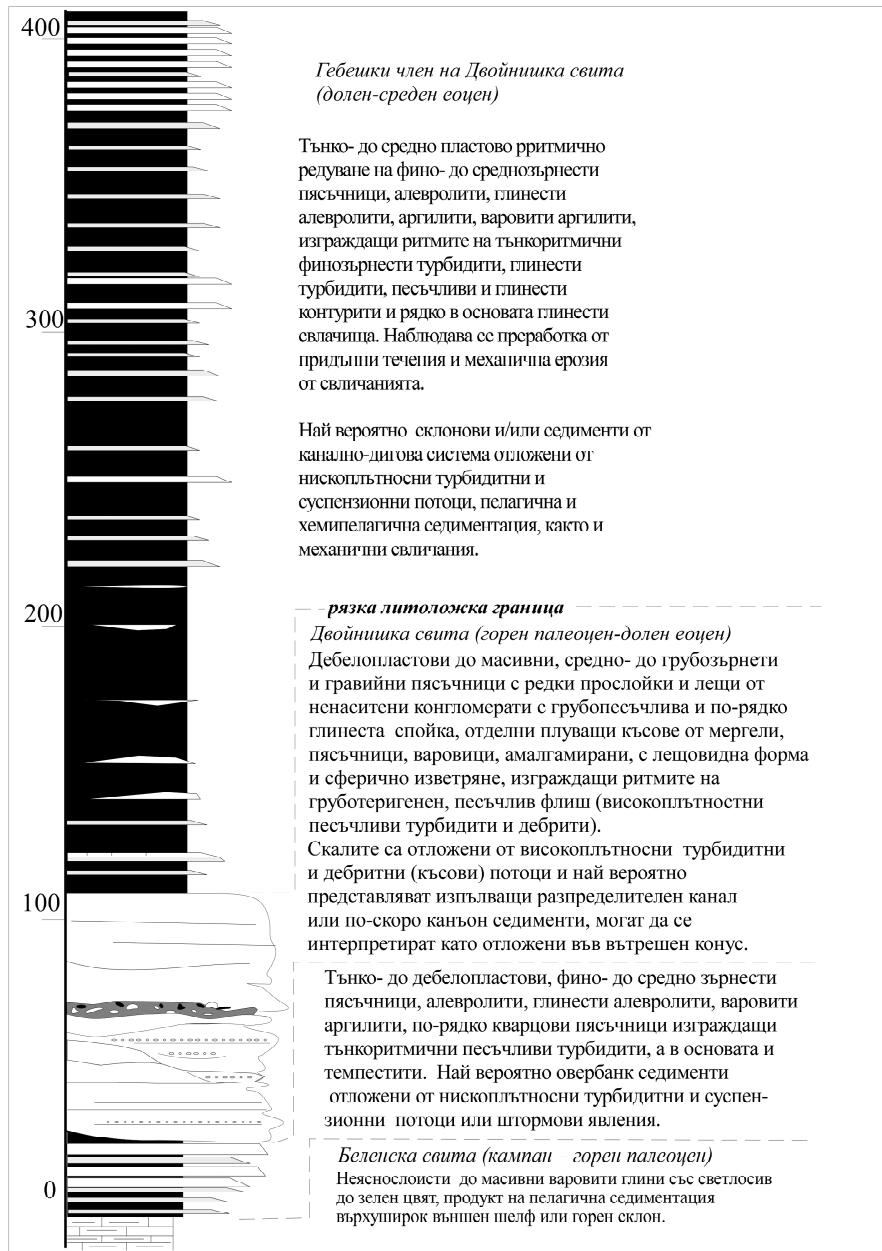 400
Гебешки член на Двойнишка свита
(долен-среден еоцен)
Тънко- до средно пластово рритмично
редуване на фино- до среднозърнести
пясъчници, алевролити, глинести
алевролити, аргилити, варовити аргилити,
изграждащи ритмите на тънкоритмични
финозърнести турбидити, глинести
турбидити, песъчливи и глинести
контурити и рядко в основата глинести
свлачища. Наблюдава се преработка от
придънни течения и механична ерозия
от свличанията.
300
Най вероятно склонови и/или седименти от
канално-дигова система отложени от
нископлътносни турбидитни и
суспензионни потоци, пелагична и
хемипелагична седиментация, както и
механични свличания.
200
рязка литоложка граница
Двойнишка свита (горен палеоцен-долен еоцен)
Дебелопластови до масивни, средно- до грубозърнети
и гравийни пясъчници с редки прослойки и лещи от
ненаситени конгломерати с грубопесъчлива и по-рядко
глинеста спойка, отделни плуващи късове от мергели,
пясъчници, варовици, амалгамирани, с лещовидна форма
и сферично изветряне, изграждащи ритмите на
груботеригенен, песъчлив флиш (високоплътностни
песъчливи турбидити и дебрити).
Скалите са отложени от високоплътносни турбидитни
и дебритни (късови) потоци и най вероятно
представляват изпълващи разпределителен канал
или по-скоро каньон седименти, могат да се
интерпретират като отложени във вътрешен конус.
100
Тънко- до дебелопластови, фино- до средно зърнести
пясъчници, алевролити, глинести алевролити, варовити
аргилити, по-рядко кварцови пясъчници изграждащи
тънкоритмични песъчливи турбидити, а в основата и
темпестити. Най вероятно овербанк седименти
отложени от нископлътносни турбидитни и суспен-
зионни потоци или штормови явления.
0
Беленска свита (кампан – горен палеоцен)
Неяснослоисти до масивни варовити глини със светлосив
до зелен цвят, продукт на пелагична седиментация
върхуширок външен шелф или горен склон.